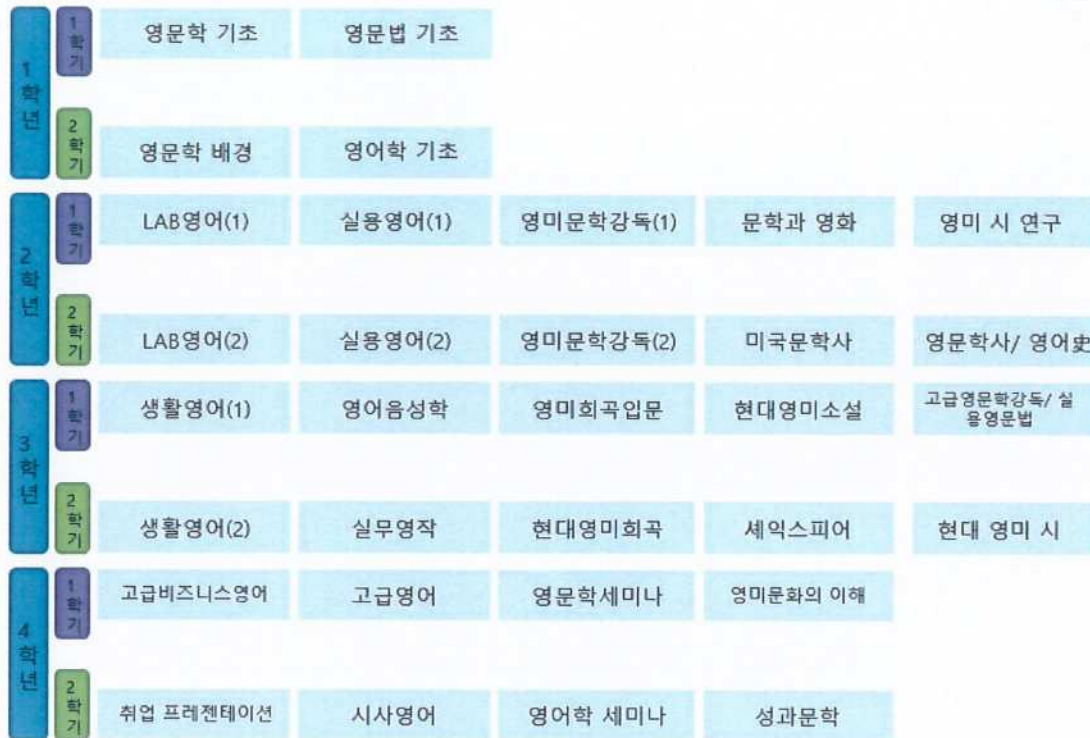 1학년
1학기
영문학 기초
영문법 기초
2학기
영문학 배경
영어학 기초
2학년
1학기
LAB영어(1)
실용영어(1)
영미문학강독(1)
문학과 영화
영미 시 연구
2학기
LAB영어(2)
실용영어(2)
영미문학강독(2)
미국문학사
영문학사/ 영어史
3학년
1학기
생활영어(1)
영어음성학
영미희곡입문
현대영미소설
고급영문학강독/ 실
용영문법
2학기
생활영어(2)
실무영작
현대영미희곡
셰익스피어
현대 영미 시
4학년
1학기
고급비즈니스영어
고급영어
영문학세미나
영미문화의 이해
2학기
취업 프레젠테이션
시사영어
영어학 세미나
성과문학